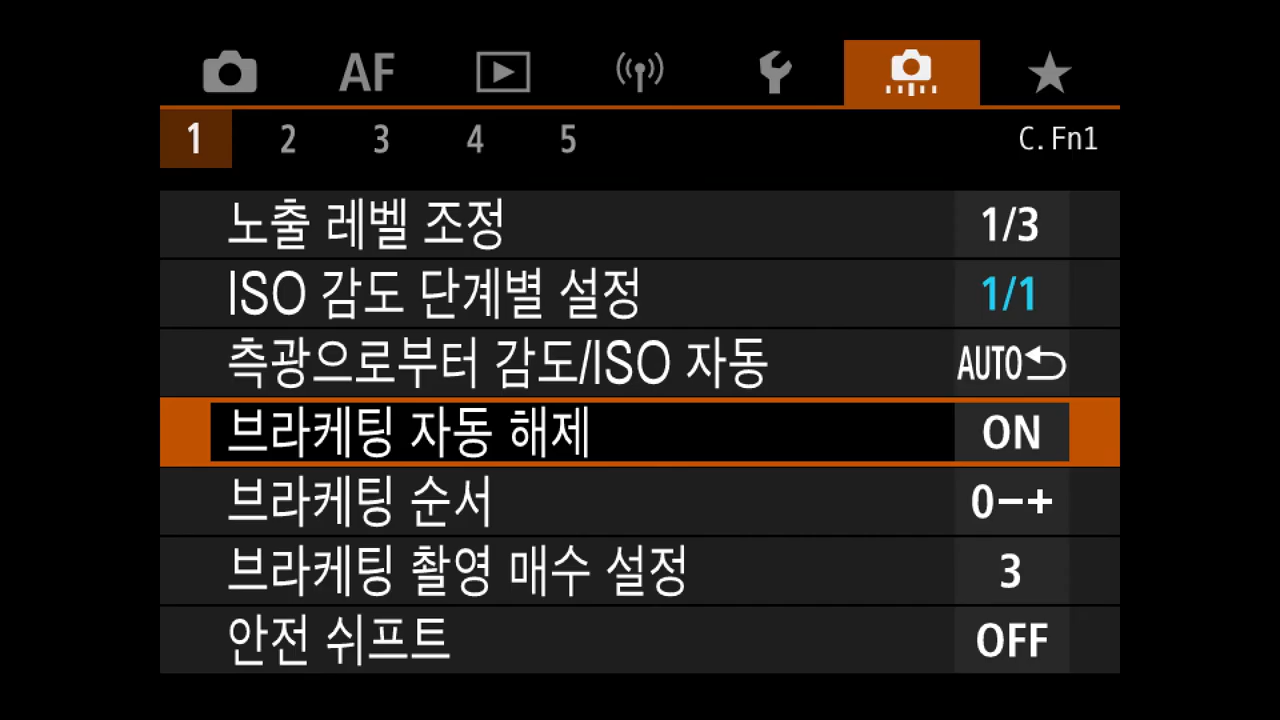 AF
1 2 3 4 5 C.Fn1
노출 레벨 조정 1/3
ISO 감도 단계별 설정 1/1
측광으로부터 감도/ISO 자동 AUTO
브라케팅 자동 해제 ON
브라케팅 순서 0−+
브라케팅 촬영 매수 설정 3
안전 쉬프트 OFF